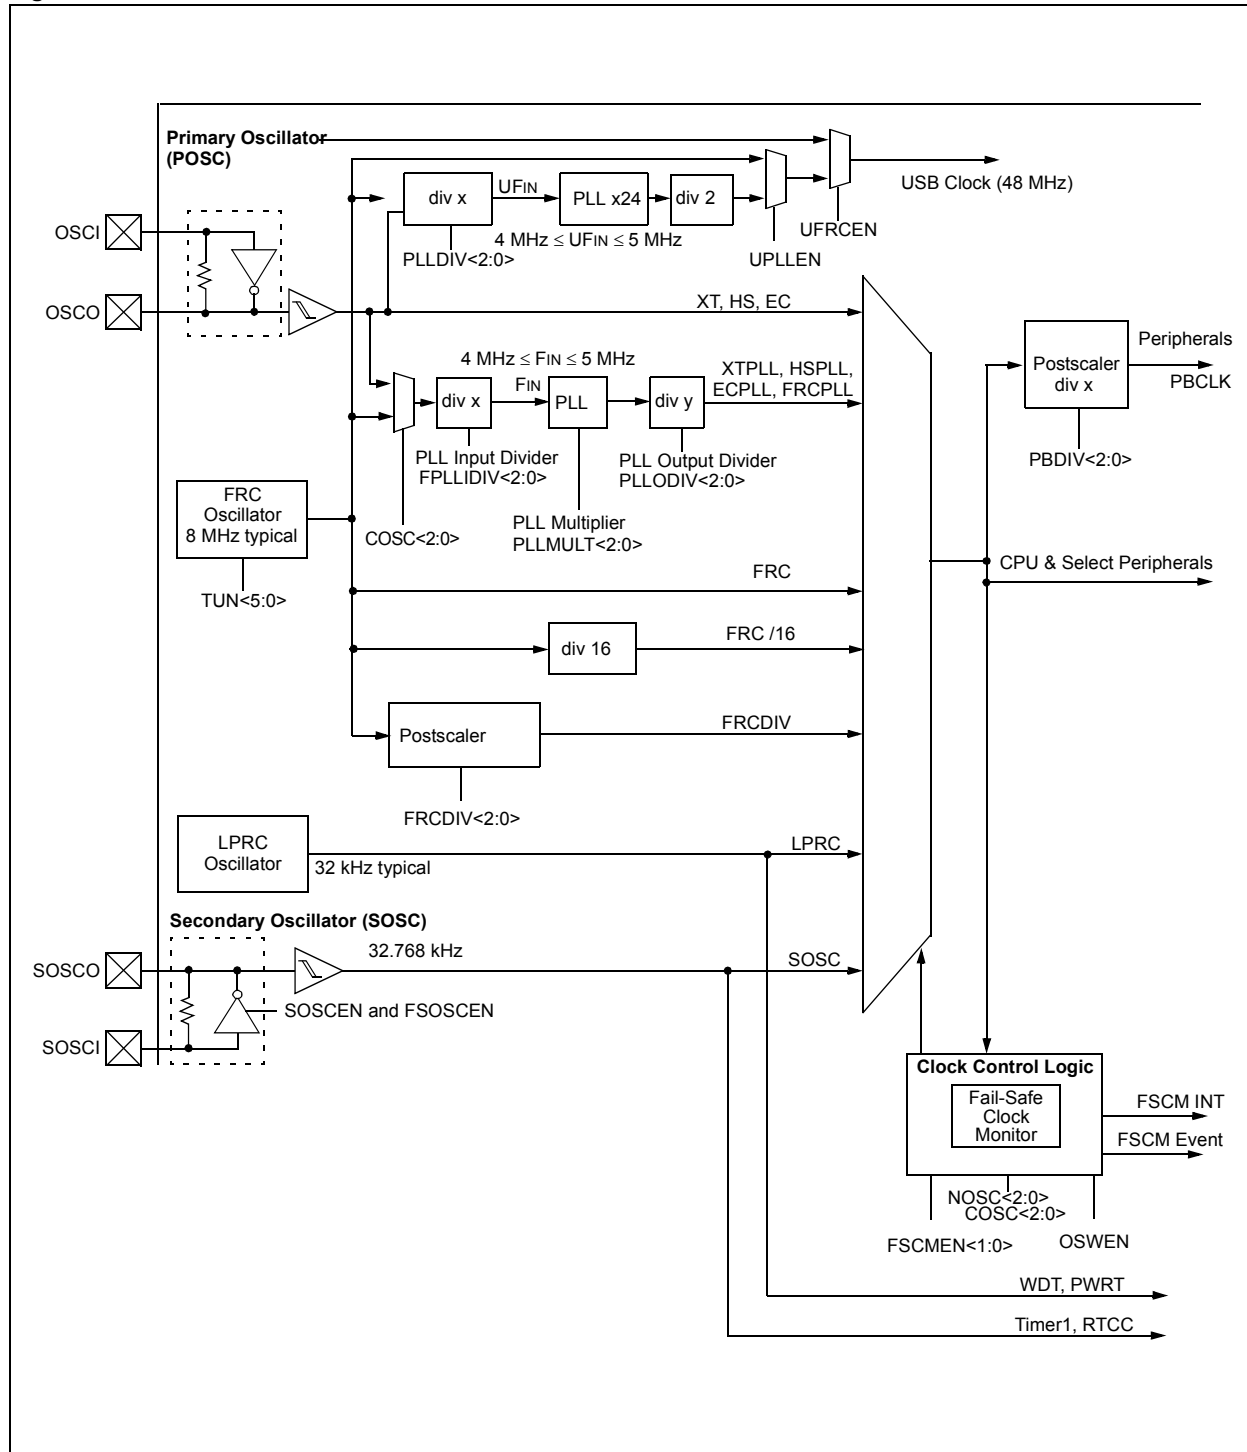 Primary Oscillator
(POSC)
div x
UFIN
PLL x24
div 2
USB Clock (48 MHz)
4 MHz ≤ UFIN ≤ 5 MHz
UFRCEN
PLLDIV<2:0>
UPLLEN
OSCI
OSCO
XT, HS, EC
4 MHz ≤ FIN ≤ 5 MHz
XTPLL, HSPLL,
ECPLL, FRCPLL
div x
FIN
PLL
div y
Postscaler
div x
Peripherals
PBCLK
PLL Input Divider
FPLLIDIV<2:0>
PLL Output Divider
PLLODIV<2:0>
PBDIV<2:0>
FRC
Oscillator
8 MHz typical
COSC<2:0>
PLL Multiplier
PLLMULT<2:0>
TUN<5:0>
FRC
CPU & Select Peripherals
div 16
FRC /16
Postscaler
FRCDIV
FRCDIV<2:0>
LPRC
Oscillator
32 kHz typical
LPRC
Secondary Oscillator (SOSC)
SOSCO
32.768 kHz
SOSC
SOSCEN and FSOSCEN
SOSCI
Clock Control Logic
Fail-Safe
Clock
Monitor
FSCM INT
FSCM Event
NOSC<2:0>
COSC<2:0>
FSCMEN<1:0>
OSWEN
WDT, PWRT
Timer1, RTCC